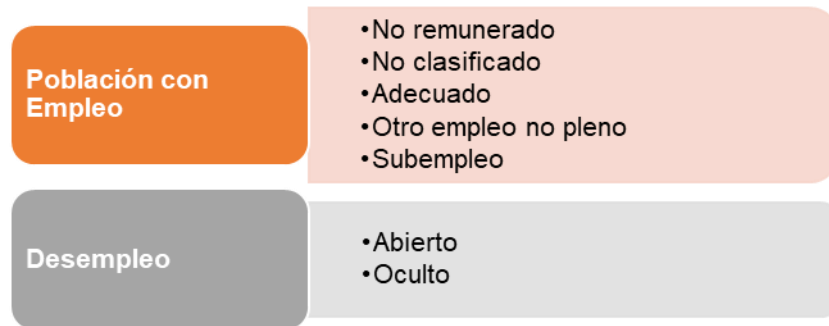 Población con
Empleo
•No remunerado
•No clasificado
•Adecuado
•Otro empleo no pleno
•Subempleo
Desempleo
•Abierto
•Oculto